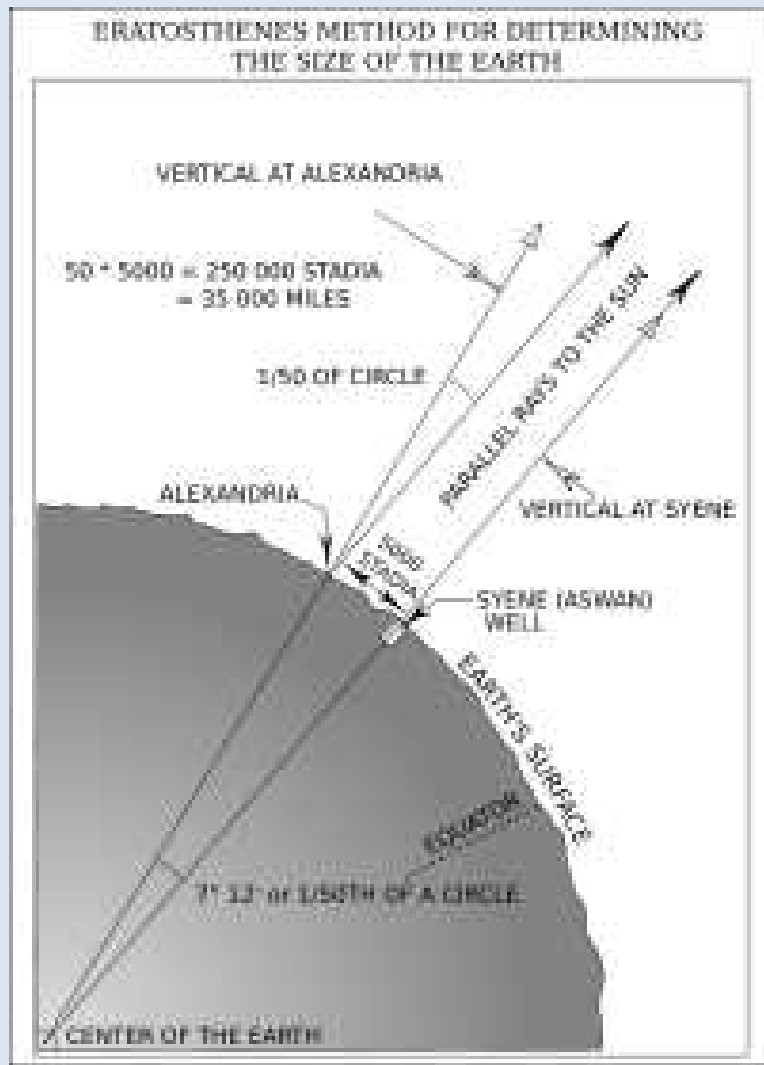 ERATOSTHENES METHOD FOR DETERMINING
THE SIZE OF THE EARTH
VERTICAL AT ALEXANDRIA
50 * 5000 = 250 000 STADIA
= 35 000 MILES
1/50 OF CIRCLE
PARALLEL RAYS TO THE SUN
ALEXANDRIA
VERTICAL AT SYENE
5000
STADIA
SYENE (ASWAN)
WELL
EARTH'S SURFACE
EQUATOR
7° 12' or 1/50TH OF A CIRCLE
CENTER OF THE EARTH